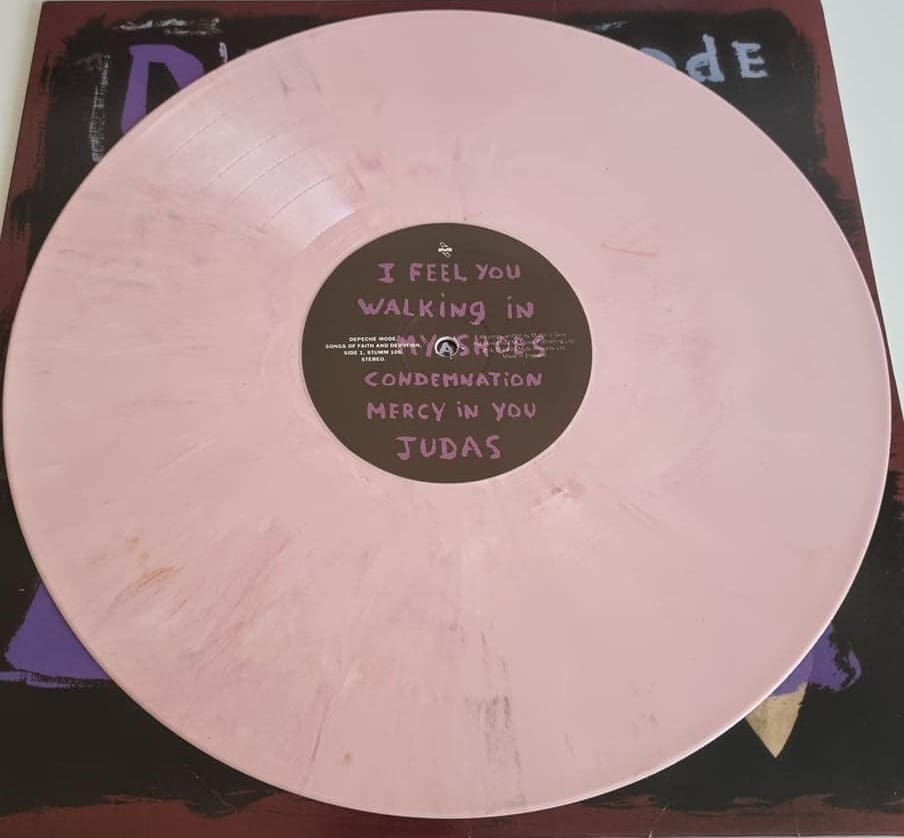 DE
I FEEL YOU
WALKING iN
MY SHOES
CONDEMNATiON
MERCY iN YOU
JUDAS
DEPECHE MODE.
SONGS OF FAITH AND DEVOTION.
SIDE 1. STUMM 106.
STEREO.
A